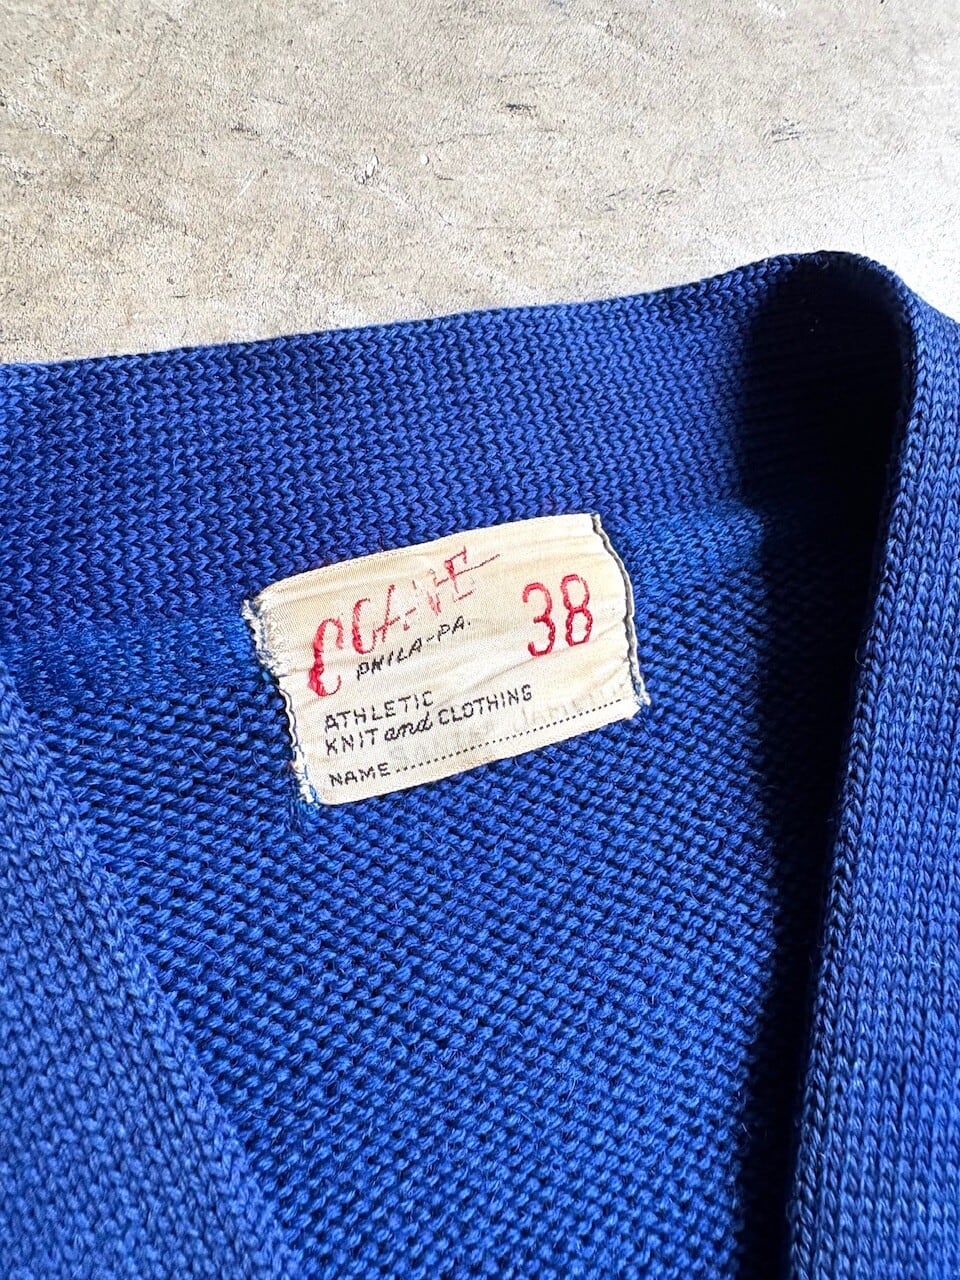 38
PHILA-PA.
ATHLETIC
KNIT and CLOTHING
NAME